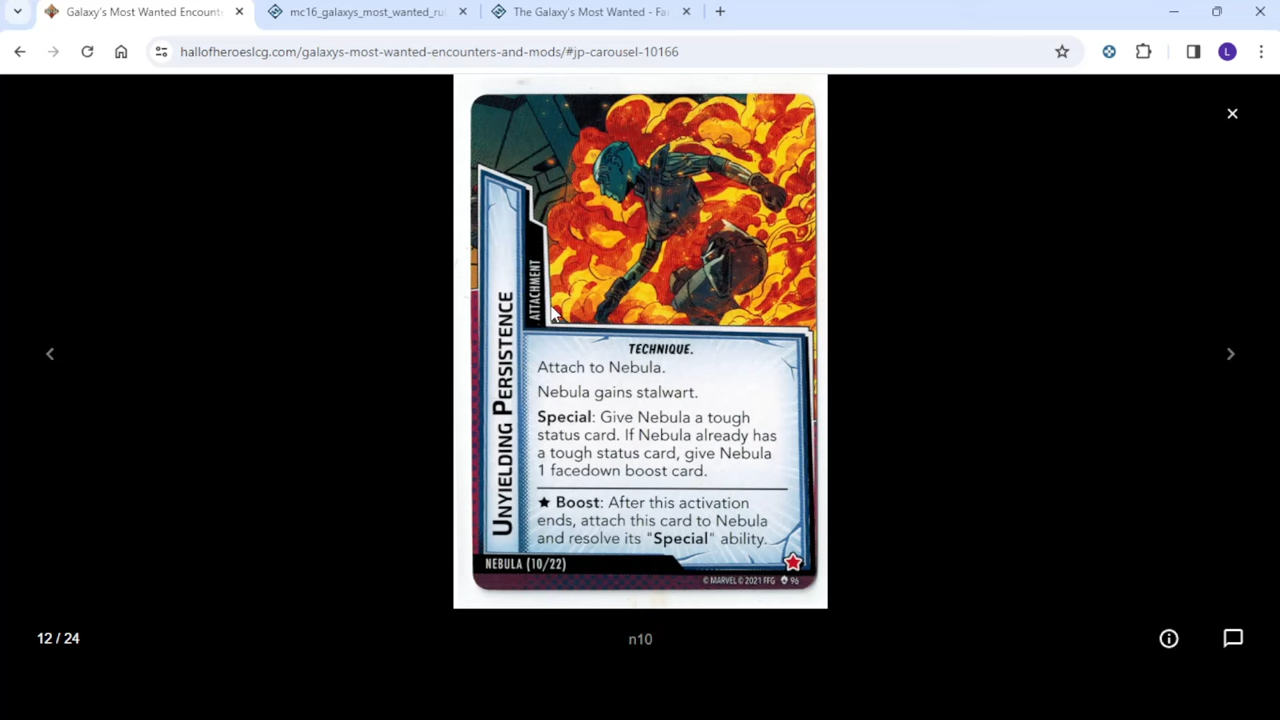 Galaxy's Most Wanted Encount
mc16_galaxys_most_wanted_ru
The Galaxy's Most Wanted - Fa
hallofheroeslcg.com/galaxys-most-wanted-encounters-and-mods/#jp-carousel-10166
L
UNYIELDING PERSISTENCE
ATTACHMENT
TECHNIQUE.
Attach to Nebula.
Nebula gains stalwart.
Special: Give Nebula a tough
status card. If Nebula already has
a tough status card, give Nebula
1 facedown boost card.
★ Boost: After this activation
ends, attach this card to Nebula
and resolve its "Special" ability.
NEBULA (10/22)
© MARVEL © 2021 FFG 96
12 / 24
n10